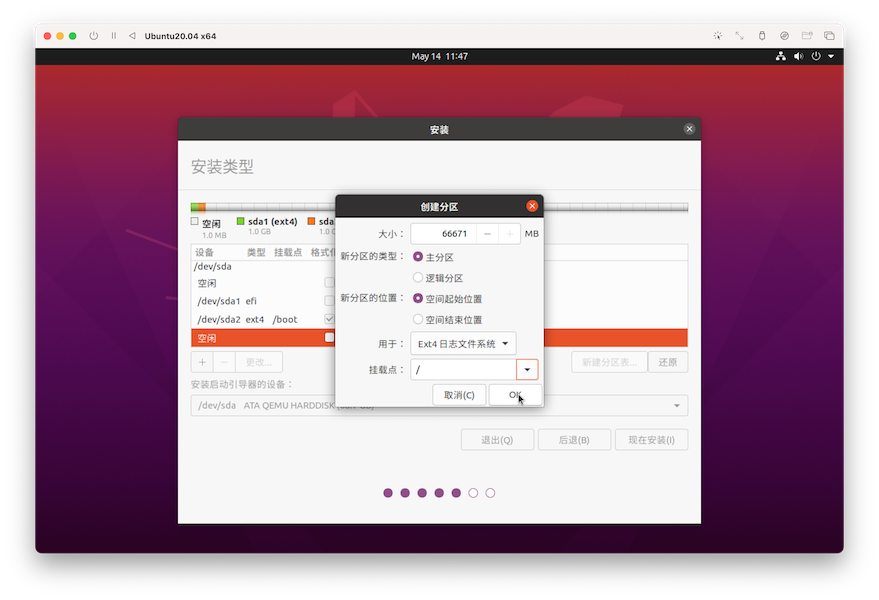 Ubuntu20.04 x64
May 14 11:47
安装
安装类型
创建分区
空闲 sda1 (ext4) sda
1.0 MB 1.0 GB 1.0
大小： 66671 MB
设备 类型 挂载点
新分区的类型： 主分区
/dev/sda
逻辑分区
空闲
新分区的位置： 空间起始位置
/dev/sda1 efi
空间结束位置
/dev/sda2 ext4 /boot
空闲
用于： Ext4 日志文件系统
+ − 更改... 新建分区表... 还原
挂载点： /
安装启动引导器的设备：
取消(C) OK
/dev/sda ATA QEMU HARDDISK
退出(Q) 后退(B) 现在安装(I)